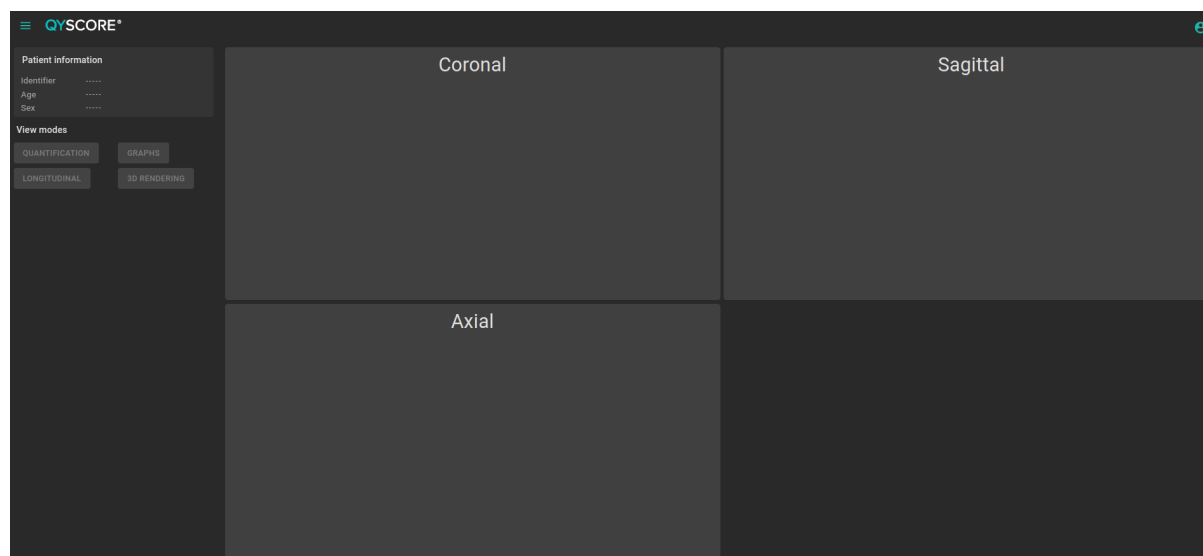 QYSCORE®
Patient information
Identifier -----
Age -----
Sex -----
View modes
QUANTIFICATION GRAPHS
LONGITUDINAL 3D RENDERING
Coronal
Sagittal
Axial